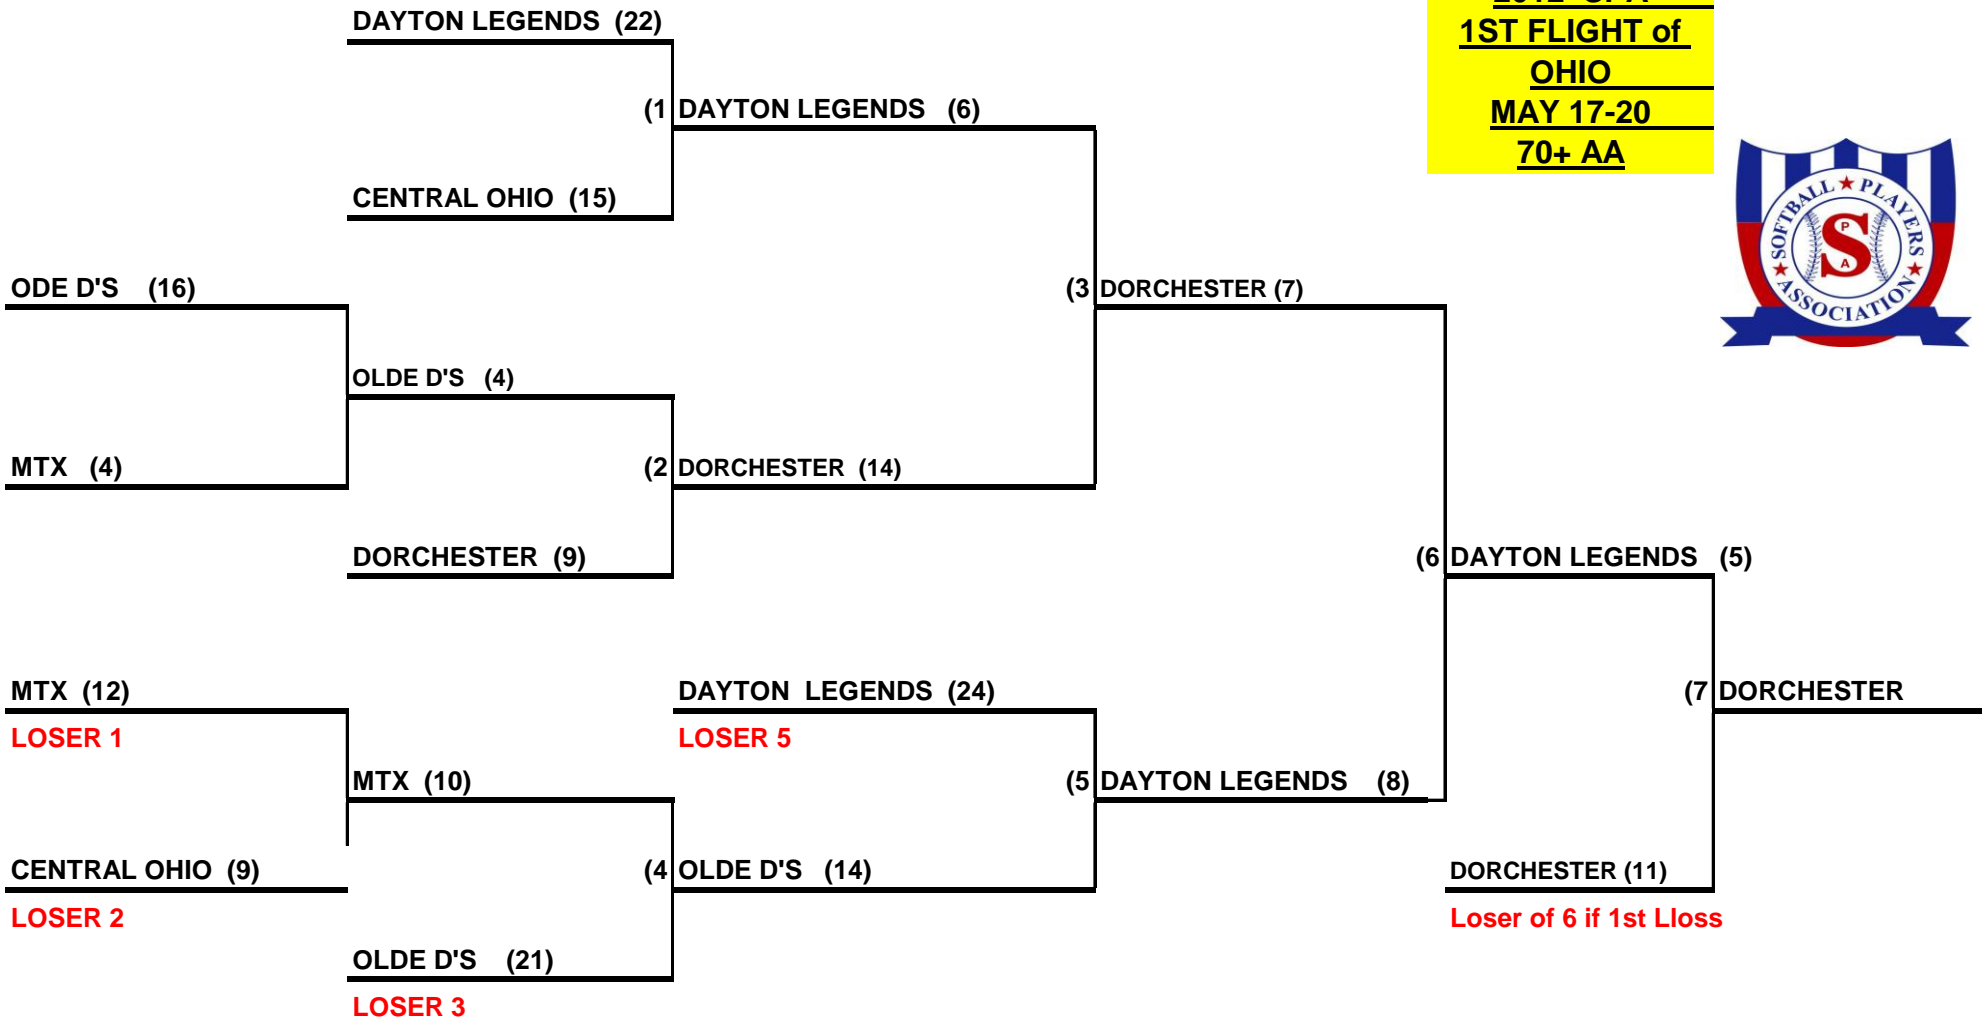 DAYTON LEGENDS (22)
1ST FLIGHT of
OHIO
MAY 17-20
70+ AA
(1 DAYTON LEGENDS (6)
CENTRAL OHIO (15)
SOFTBALL ★ PLAYERS
P
S
A
★ ASSOCIATION ★
ODE D'S (16)
(3 DORCHESTER (7)
OLDE D'S (4)
MTX (4)
(2 DORCHESTER (14)
DORCHESTER (9)
(6 DAYTON LEGENDS (5)
MTX (12)
LOSER 1
DAYTON LEGENDS (24)
LOSER 5
(7 DORCHESTER
MTX (10)
(5 DAYTON LEGENDS (8)
CENTRAL OHIO (9)
LOSER 2
(4 OLDE D'S (14)
DORCHESTER (11)
Loser of 6 if 1st Lloss
OLDE D'S (21)
LOSER 3